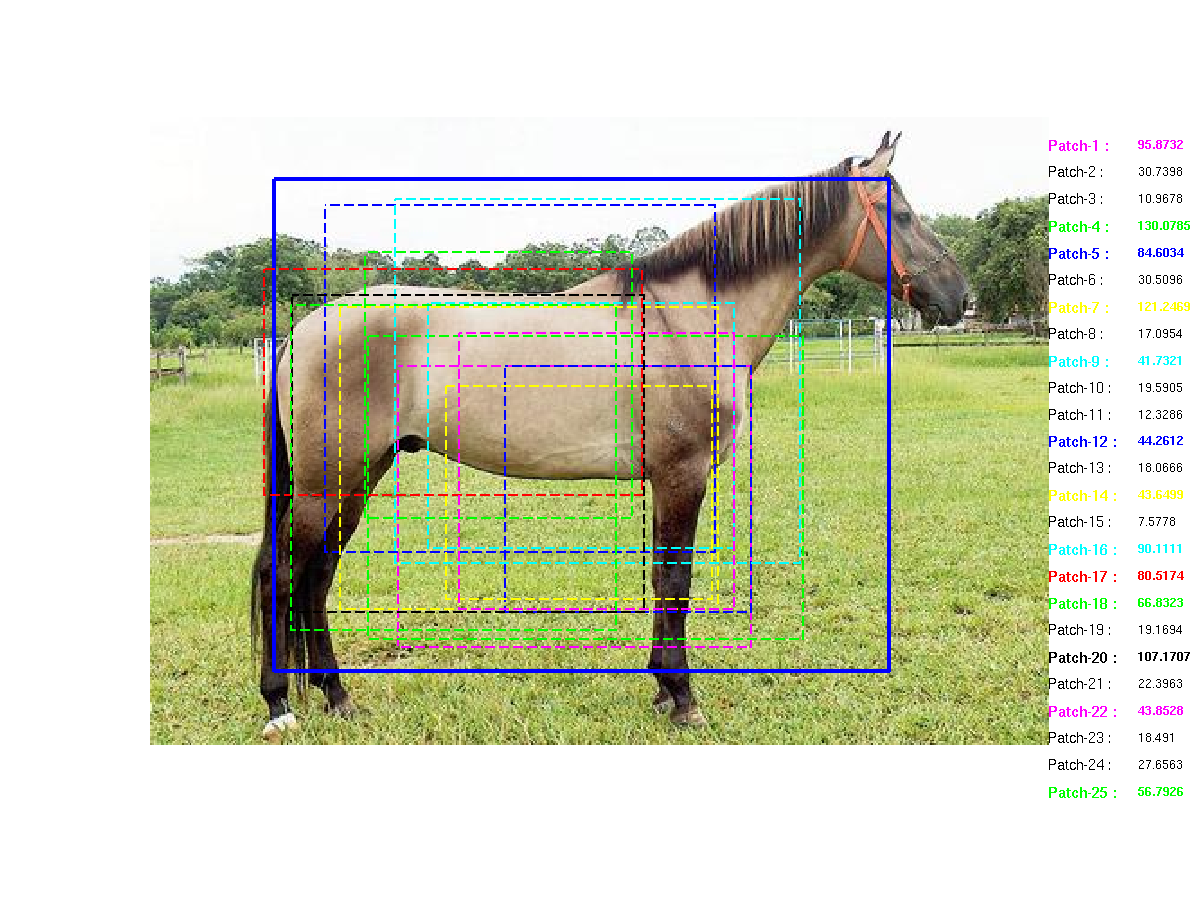 Patch-1 : 95.8732
Patch-2 : 30.7398
Patch-3 : 10.9678
Patch-4 : 130.0785
Patch-5 : 84.6034
Patch-6 : 30.5096
Patch-7 : 121.2469
Patch-8 : 17.0954
Patch-9 : 41.7321
Patch-10 : 19.5905
Patch-11 : 12.3286
Patch-12 : 44.2612
Patch-13 : 18.0666
Patch-14 : 43.6499
Patch-15 : 7.5778
Patch-16 : 90.1111
Patch-17 : 80.5174
Patch-18 : 66.8323
Patch-19 : 19.1694
Patch-20 : 107.1707
Patch-21 : 22.3963
Patch-22 : 43.8528
Patch-23 : 18.491
Patch-24 : 27.6563
Patch-25 : 56.7926